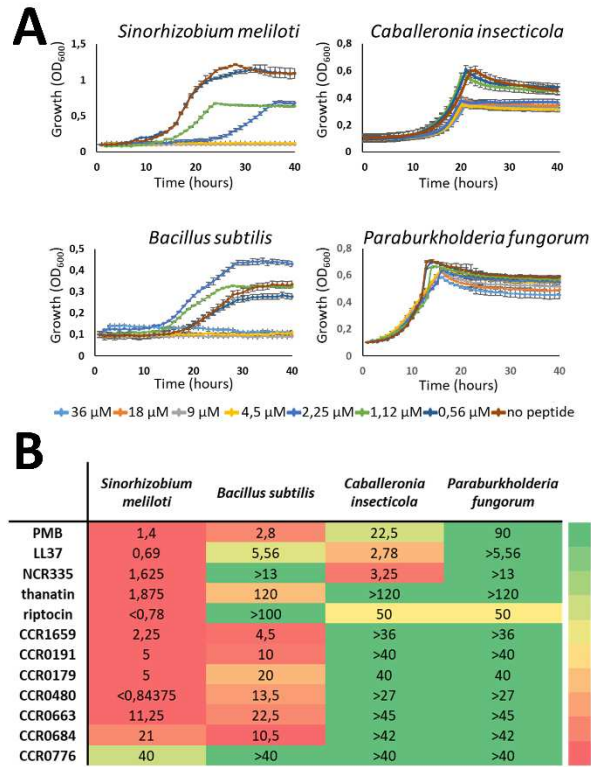 A
Sinorhizobium meliloti
Caballeronia insecticola
Growth (OD600)
1,5
1
0,5
0
0 10 20 30 40
Time (hours)
Growth (OD600)
0,8
0,6
0,4
0,2
0
0 10 20 30 40
Time (hours)
Bacillus subtilis
Paraburkholderia fungorum
Growth (OD600)
0,5
0,4
0,3
0,2
0,1
0
0 10 20 30 40
Time (hours)
Growth (OD600)
0,8
0,6
0,4
0,2
0
0 10 20 30 40
Time (hours)
36 µM 18 µM 9 µM 4,5 µM 2,25 µM 1,12 µM 0,56 µM no peptide
B
Sinorhizobium meliloti Bacillus subtilis Caballeronia insecticola Paraburkholderia fungorum
PMB 1,4 2,8 22,5 90
LL37 0,69 5,56 2,78 >5,56
NCR335 1,625 >13 3,25 >13
thanatin 1,875 120 >120 >120
riptocin <0,78 >100 50 50
CCR1659 2,25 4,5 >36 >36
CCR0191 5 10 >40 >40
CCR0179 5 20 40 40
CCR0480 <0,84375 13,5 >27 >27
CCR0663 11,25 22,5 >45 >45
CCR0684 21 10,5 >42 >42
CCR0776 40 >40 >40 >40